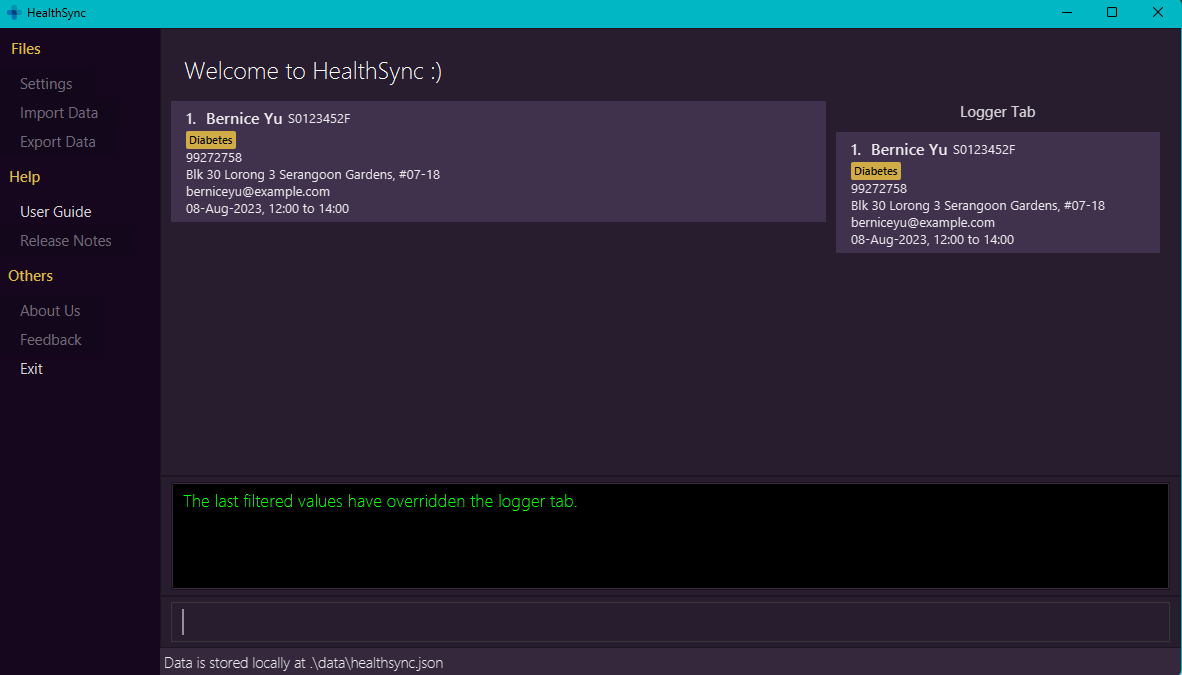 HealthSync
Files
Settings
Import Data
Export Data
Help
User Guide
Release Notes
Others
About Us
Feedback
Exit
Welcome to HealthSync :)
1. Bernice Yu S0123452F
Diabetes
99272758
Blk 30 Lorong 3 Serangoon Gardens, #07-18
berniceyu@example.com
08-Aug-2023, 12:00 to 14:00
Logger Tab
1. Bernice Yu S0123452F
Diabetes
99272758
Blk 30 Lorong 3 Serangoon Gardens, #07-18
berniceyu@example.com
08-Aug-2023, 12:00 to 14:00
The last filtered values have overridden the logger tab.
Data is stored locally at .\data\healthsync.json